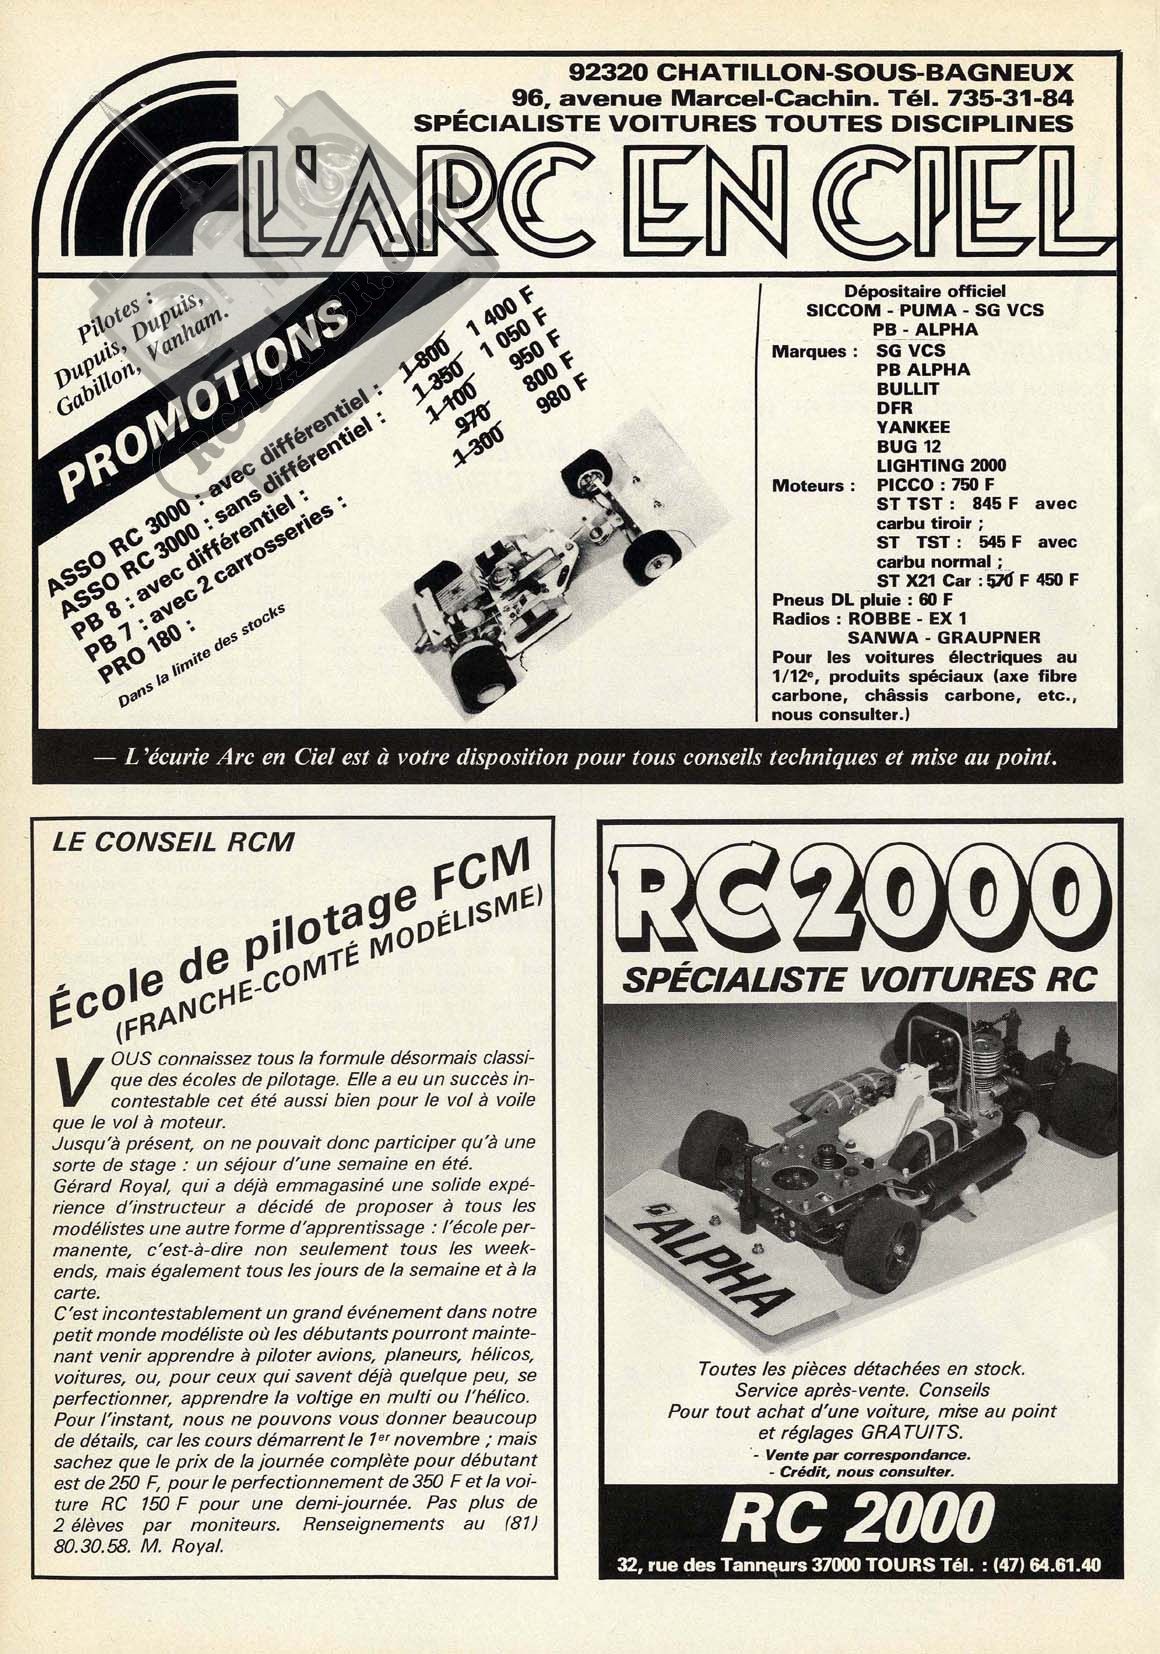 92320 CHATILLON-SOUS-BAGNEUX
96, avenue Marcel-Cachin. Tél. 735-31-84
SPÉCIALISTE VOITURES TOUTES DISCIPLINES
L'ARC EN CIEL
RC-RADAR.COM
Pilotes :
Dupuis, Dupuis,
Gabillon, Vanham.
PROMOTIONS
ASSO RC 3000 : avec différentiel : 1 800 1 400 F
ASSO RC 3000 : sans différentiel : 1 350 1 050 F
PB 8 : avec différentiel : 1 100 950 F
PB 7 : avec 2 carrosseries : 970 800 F
PRO 180 : 1 300 980 F
Dans la limite des stocks
Dépositaire officiel
SICCOM - PUMA - SG VCS
PB - ALPHA
Marques : SG VCS
PB ALPHA
BULLIT
DFR
YANKEE
BUG 12
LIGHTING 2000
Moteurs : PICCO : 750 F
ST TST : 845 F avec
carbu tiroir ;
ST TST : 545 F avec
carbu normal ;
ST X21 Car : 570 F 450 F
Pneus DL pluie : 60 F
Radios : ROBBE - EX 1
SANWA - GRAUPNER
Pour les voitures électriques au
1/12e, produits spéciaux (axe fibre
carbone, châssis carbone, etc.,
nous consulter.)
— L'écurie Arc en Ciel est à votre disposition pour tous conseils techniques et mise au point.
LE CONSEIL RCM
École de pilotage FCM
(FRANCHE-COMTÉ MODÉLISME)
VOUS connaissez tous la formule désormais classi-
que des écoles de pilotage. Elle a eu un succès in-
contestable cet été aussi bien pour le vol à voile
que le vol à moteur.
Jusqu'à présent, on ne pouvait donc participer qu'à une
sorte de stage : un séjour d'une semaine en été.
Gérard Royal, qui a déjà emmagasiné une solide expé-
rience d'instructeur a décidé de proposer à tous les
modélistes une autre forme d'apprentissage : l'école per-
manente, c'est-à-dire non seulement tous les week-
ends, mais également tous les jours de la semaine et à la
carte.
C'est incontestablement un grand événement dans notre
petit monde modéliste où les débutants pourront mainte-
nant venir apprendre à piloter avions, planeurs, hélicos,
voitures, ou, pour ceux qui savent déjà quelque peu, se
perfectionner, apprendre la voltige en multi ou l'hélico.
Pour l'instant, nous ne pouvons vous donner beaucoup
de détails, car les cours démarrent le 1er novembre ; mais
sachez que le prix de la journée complète pour débutant
est de 250 F, pour le perfectionnement de 350 F et la voi-
ture RC 150 F pour une demi-journée. Pas plus de
2 élèves par moniteurs. Renseignements au (81)
80.30.58. M. Royal.
RC 2000
SPÉCIALISTE VOITURES RC
ALPHA
Toutes les pièces détachées en stock.
Service après-vente. Conseils
Pour tout achat d'une voiture, mise au point
et réglages GRATUITS.
- Vente par correspondance.
- Crédit, nous consulter.
RC 2000
32, rue des Tanneurs 37000 TOURS Tél. : (47) 64.61.40